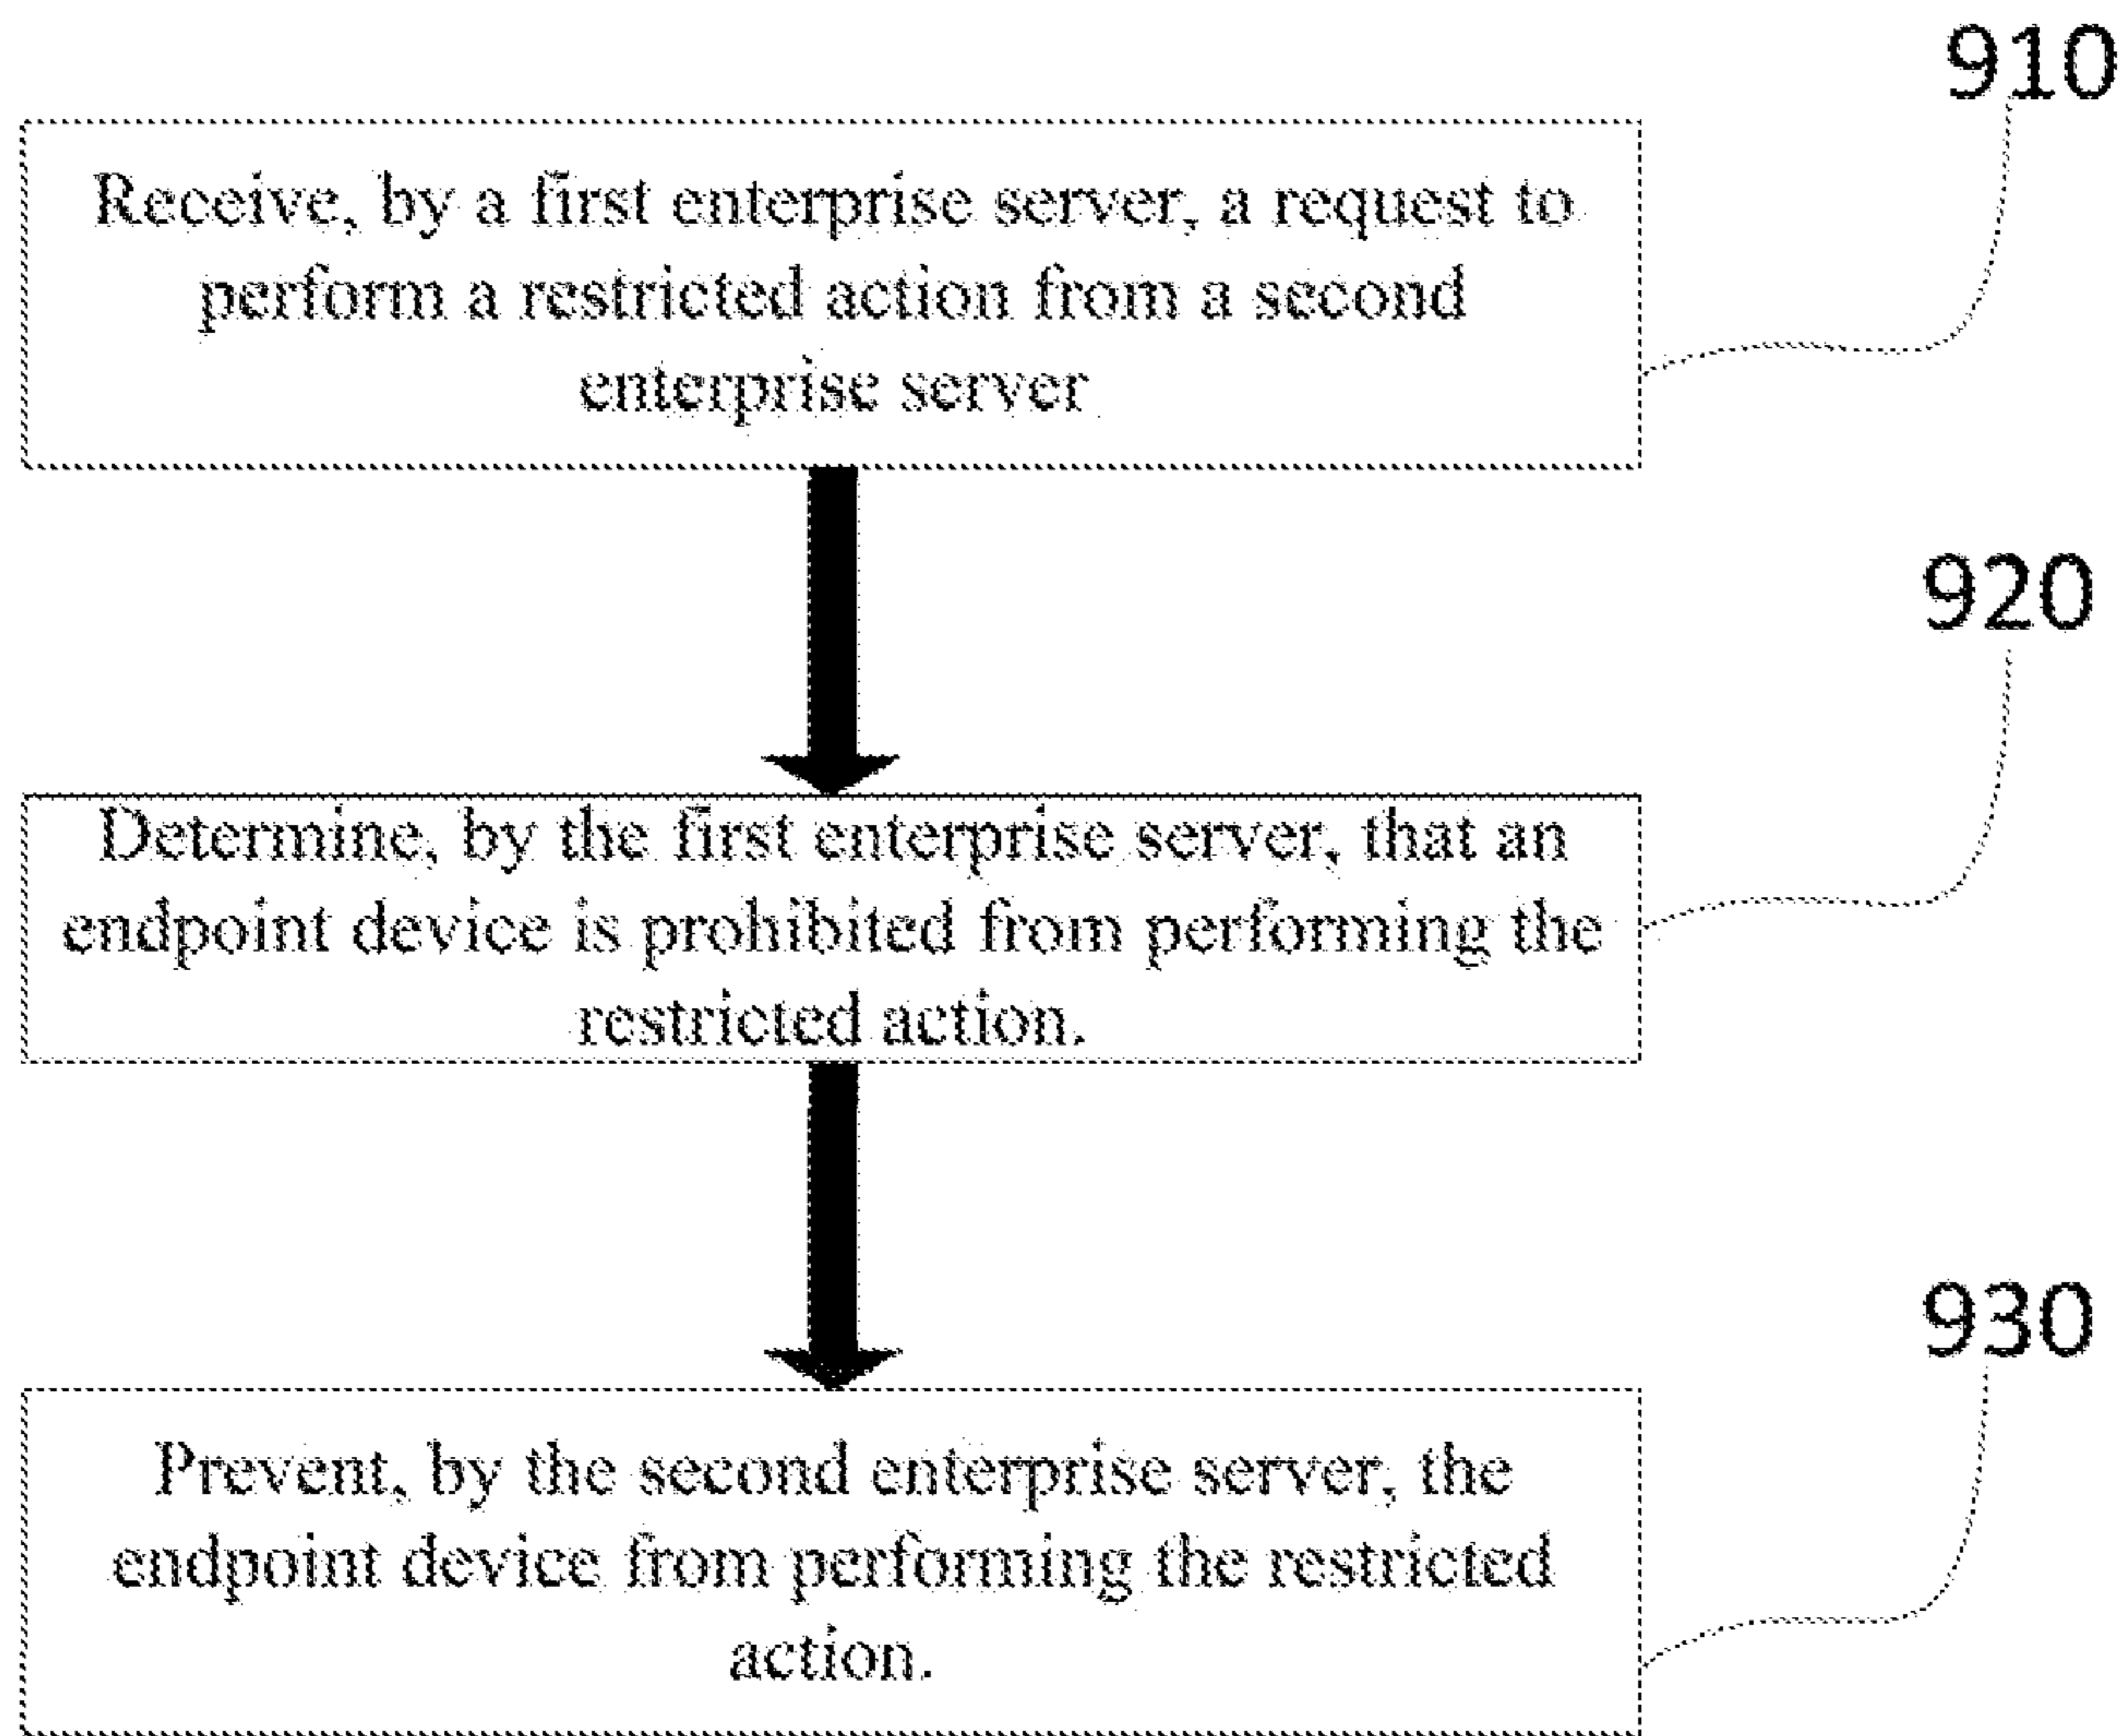 910
Receive, by a first enterprise server, a request to
perform a restricted action from a second
enterprise server
920
Determine, by the first enterprise server, that an
endpoint device is prohibited from performing the
restricted action.
930
Prevent, by the second enterprise server, the
endpoint device from performing the restricted
action.